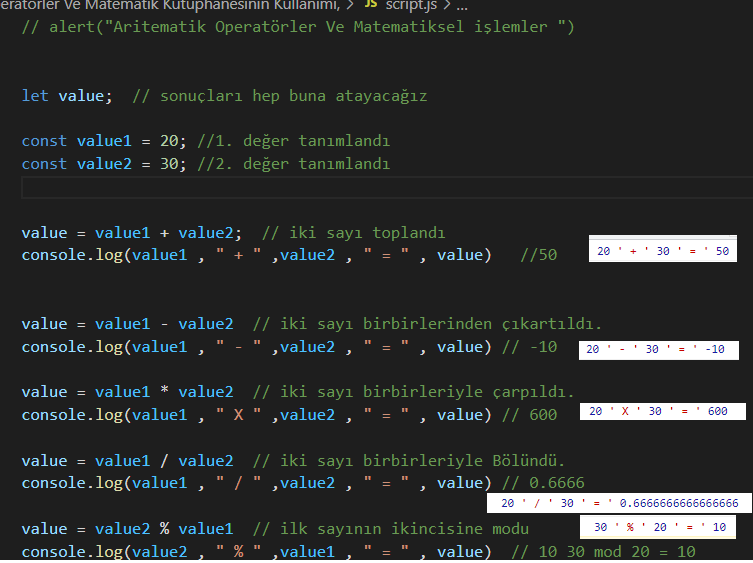 eratörler Ve Matematik Kütüphanesinin Kullanımı, > JS script.js > ...
// alert("Aritematik Operatörler Ve Matematiksel işlemler ")
let value;  // sonuçları hep buna atayacağız
const value1 = 20; //1. değer tanımlandı
const value2 = 30; //2. değer tanımlandı
value = value1 + value2;  // iki sayı toplandı
console.log(value1 , " + " ,value2 , " = " , value)   //50
20 ' + ' 30 ' = ' 50
value = value1 - value2  // iki sayı birbirlerinden çıkartıldı.
console.log(value1 , " - " ,value2 , " = " , value) // -10
20 ' - ' 30 ' = ' -10
value = value1 * value2  // iki sayı birbirleriyle çarpıldı.
console.log(value1 , " X " ,value2 , " = " , value) // 600
20 ' X ' 30 ' = ' 600
value = value1 / value2  // iki sayı birbirleriyle Bölündü.
console.log(value1 , " / " ,value2 , " = " , value) // 0.6666
20 ' / ' 30 ' = ' 0.6666666666666666
value = value2 % value1  // ilk sayının ikincisine modu
30 ' % ' 20 ' = ' 10
console.log(value2 , " % " ,value1 , " = " , value)  // 10 30 mod 20 = 10